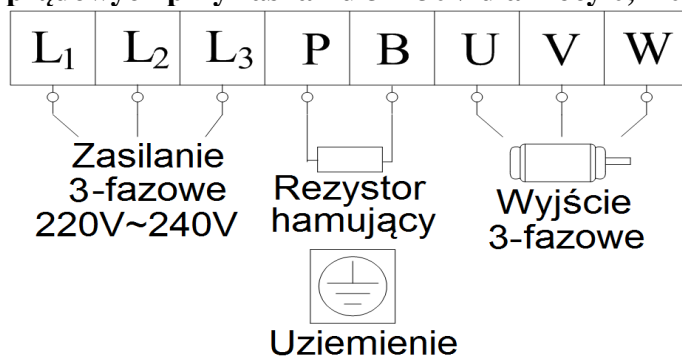 L1 L2 L3 P B U V W
Zasilanie
3-fazowe
220V~240V
Rezystor
hamujący
Wyjście
3-fazowe
Uziemienie